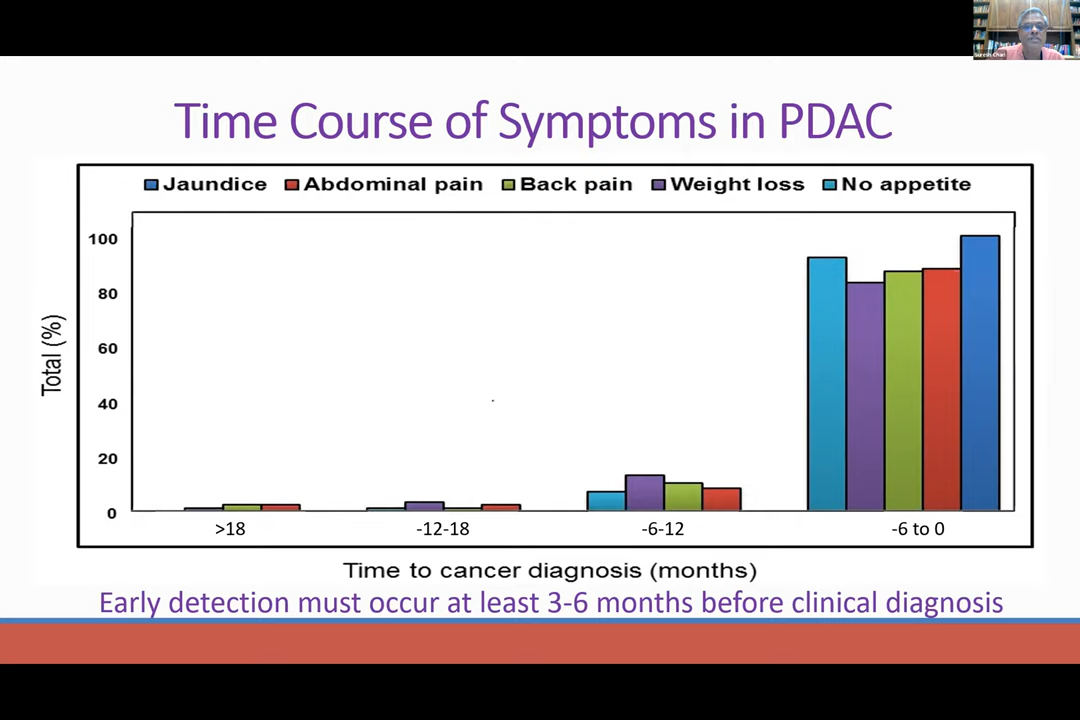 Suresh Chari
Time Course of Symptoms in PDAC
Jaundice Abdominal pain Back pain Weight loss No appetite
Total (%)
100
80
60
40
20
0
>18 -12-18 -6-12 -6 to 0
Time to cancer diagnosis (months)
Early detection must occur at least 3-6 months before clinical diagnosis